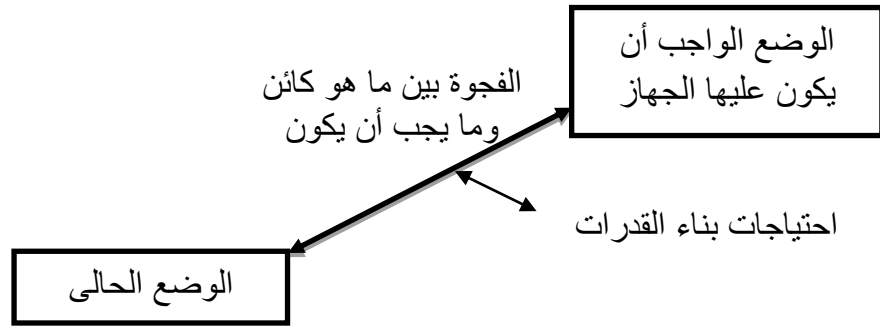 الوضع الواجب أن
يكون عليها الجهاز
الفجوة بين ما هو كائن
وما يجب أن يكون
احتياجات بناء القدرات
الوضع الحالى